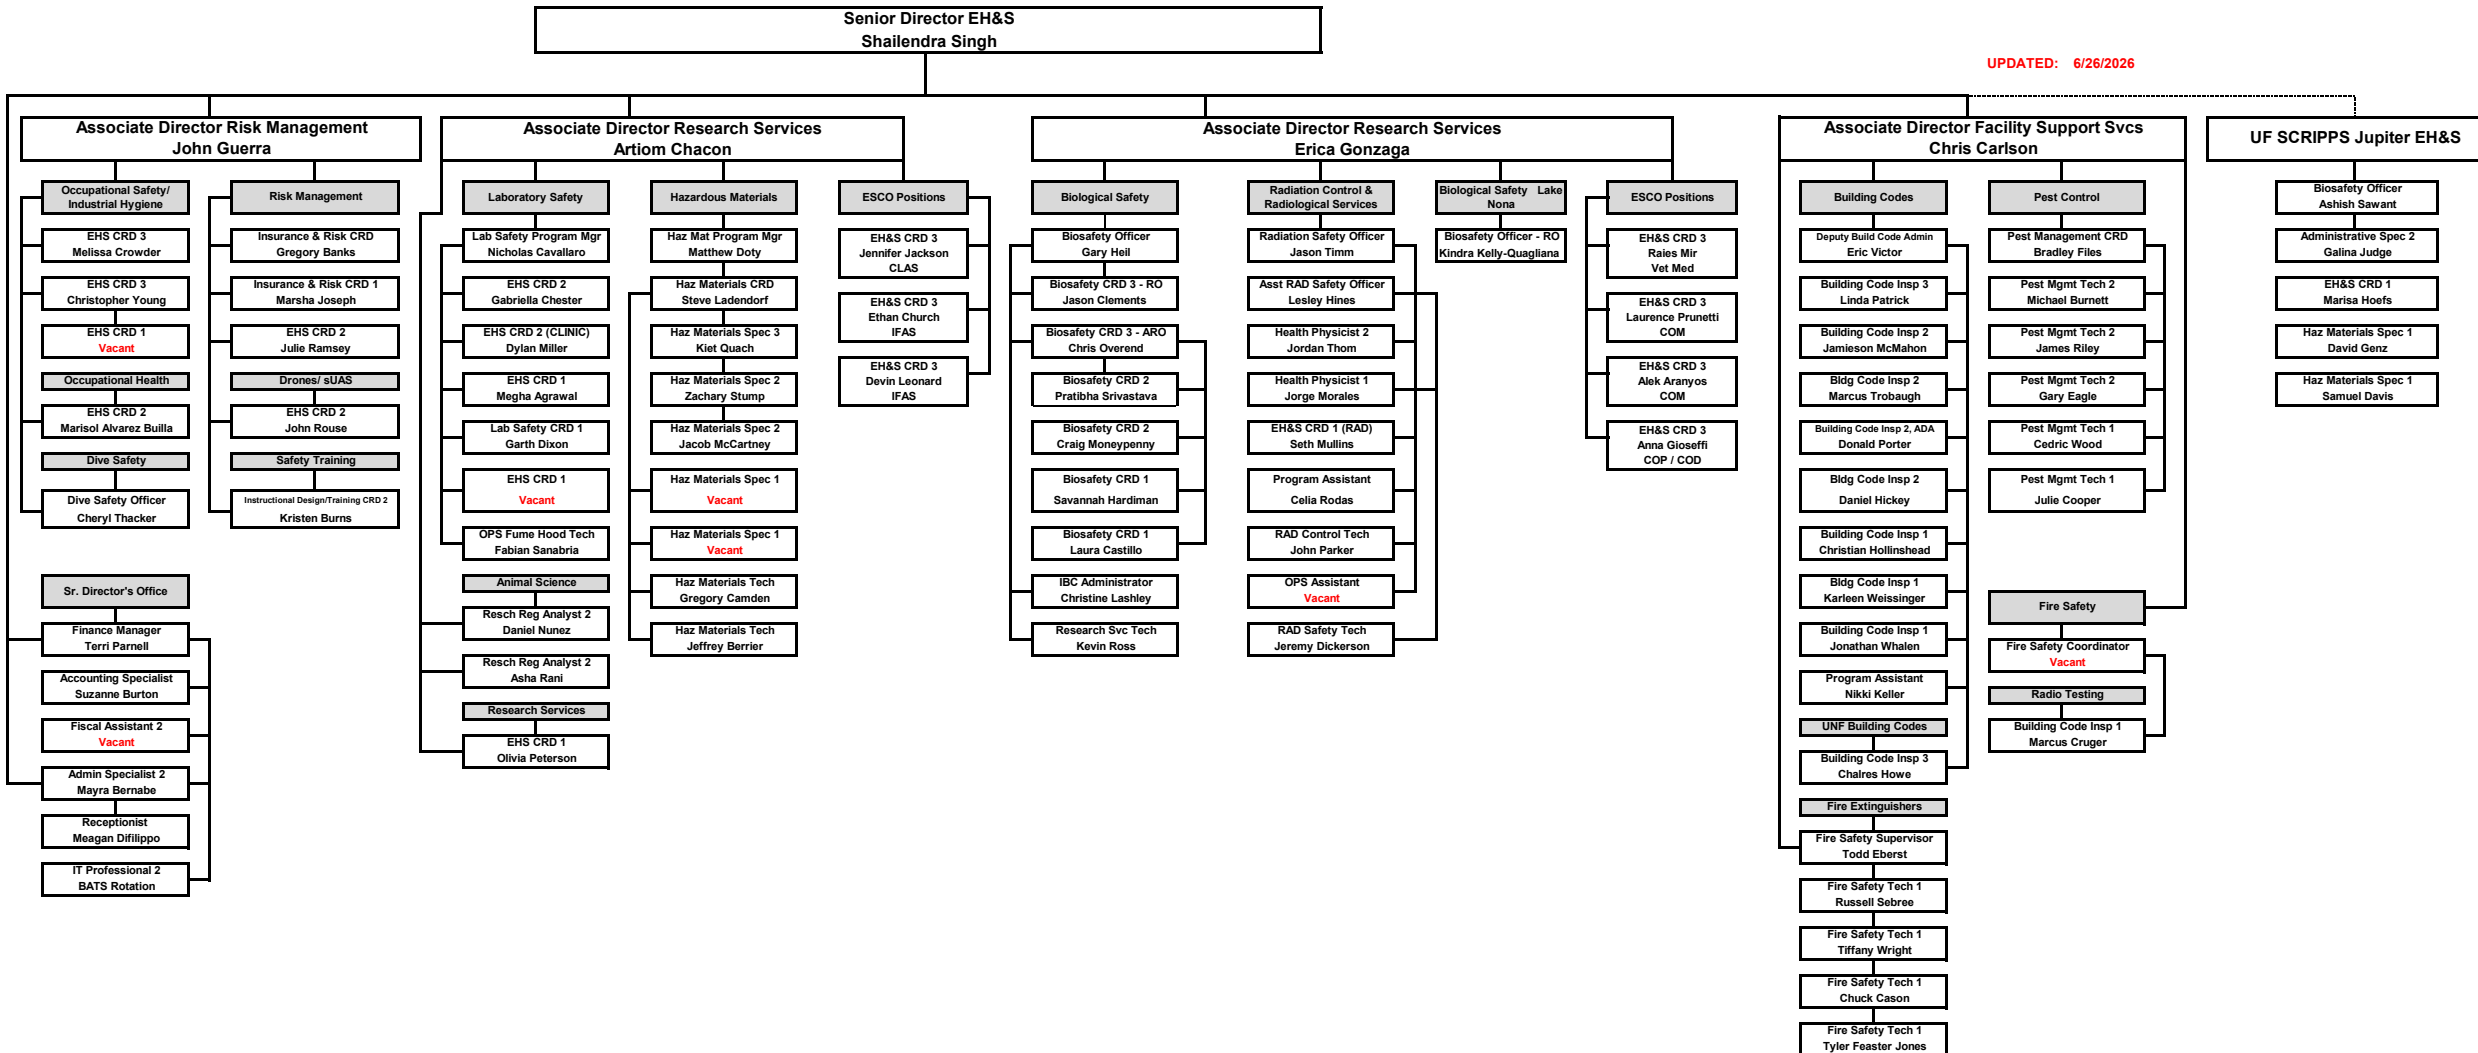 Senior Director EH&S
Shailendra Singh
UPDATED: 6/26/2026
Associate Director Risk Management
John Guerra
Occupational Safety/
Industrial Hygiene
EHS CRD 3
Melissa Crowder
EHS CRD 3
Christopher Young
EHS CRD 1
Vacant
Occupational Health
EHS CRD 2
Marisol Alvarez Builla
Dive Safety
Dive Safety Officer
Cheryl Thacker
Risk Management
Insurance & Risk CRD
Gregory Banks
Insurance & Risk CRD 1
Marsha Joseph
EHS CRD 2
Julie Ramsey
Drones/ sUAS
EHS CRD 2
John Rouse
Safety Training
Instructional Design/Training CRD 2
Kristen Burns
Sr. Director's Office
Finance Manager
Terri Parnell
Accounting Specialist
Suzanne Burton
Fiscal Assistant 2
Vacant
Admin Specialist 2
Mayra Bernabe
Receptionist
Meagan Difilippo
IT Professional 2
BATS Rotation
Associate Director Research Services
Artiom Chacon
Laboratory Safety
Lab Safety Program Mgr
Nicholas Cavallaro
EHS CRD 2
Gabriella Chester
EHS CRD 2 (CLINIC)
Dylan Miller
EHS CRD 1
Megha Agrawal
Lab Safety CRD 1
Garth Dixon
EHS CRD 1
Vacant
OPS Fume Hood Tech
Fabian Sanabria
Animal Science
Resch Reg Analyst 2
Daniel Nunez
Resch Reg Analyst 2
Asha Rani
Research Services
EHS CRD 1
Olivia Peterson
Hazardous Materials
Haz Mat Program Mgr
Matthew Doty
Haz Materials CRD
Steve Ladendorf
Haz Materials Spec 3
Kiet Quach
Haz Materials Spec 2
Zachary Stump
Haz Materials Spec 2
Jacob McCartney
Haz Materials Spec 1
Vacant
Haz Materials Spec 1
Vacant
Haz Materials Tech
Gregory Camden
Haz Materials Tech
Jeffrey Berrier
ESCO Positions
EH&S CRD 3
Jennifer Jackson
CLAS
EH&S CRD 3
Ethan Church
IFAS
EH&S CRD 3
Devin Leonard
IFAS
Associate Director Research Services
Erica Gonzaga
Biological Safety
Biosafety Officer
Gary Heil
Biosafety CRD 3 - RO
Jason Clements
Biosafety CRD 3 - ARO
Chris Overend
Biosafety CRD 2
Pratibha Srivastava
Biosafety CRD 2
Craig Moneypenny
Biosafety CRD 1
Savannah Hardiman
Biosafety CRD 1
Laura Castillo
IBC Administrator
Christine Lashley
Research Svc Tech
Kevin Ross
Radiation Control &
Radiological Services
Radiation Safety Officer
Jason Timm
Asst RAD Safety Officer
Lesley Hines
Health Physicist 2
Jordan Thom
Health Physicist 1
Jorge Morales
EH&S CRD 1 (RAD)
Seth Mullins
Program Assistant
Celia Rodas
RAD Control Tech
John Parker
OPS Assistant
Vacant
RAD Safety Tech
Jeremy Dickerson
Biological Safety Lake
Nona
Biosafety Officer - RO
Kindra Kelly-Quagliana
ESCO Positions
EH&S CRD 3
Raies Mir
Vet Med
EH&S CRD 3
Laurence Prunetti
COM
EH&S CRD 3
Alek Aranyos
COM
EH&S CRD 3
Anna Gioseffi
COP / COD
Associate Director Facility Support Svcs
Chris Carlson
Building Codes
Deputy Build Code Admin
Eric Victor
Building Code Insp 3
Linda Patrick
Building Code Insp 2
Jamieson McMahon
Bldg Code Insp 2
Marcus Trobaugh
Building Code Insp 2, ADA
Donald Porter
Bldg Code Insp 2
Daniel Hickey
Building Code Insp 1
Christian Hollinshead
Bldg Code Insp 1
Karleen Weissinger
Building Code Insp 1
Jonathan Whalen
Program Assistant
Nikki Keller
UNF Building Codes
Building Code Insp 3
Chalres Howe
Fire Extinguishers
Fire Safety Supervisor
Todd Eberst
Fire Safety Tech 1
Russell Sebree
Fire Safety Tech 1
Tiffany Wright
Fire Safety Tech 1
Chuck Cason
Fire Safety Tech 1
Tyler Feaster Jones
Pest Control
Pest Management CRD
Bradley Files
Pest Mgmt Tech 2
Michael Burnett
Pest Mgmt Tech 2
James Riley
Pest Mgmt Tech 2
Gary Eagle
Pest Mgmt Tech 1
Cedric Wood
Pest Mgmt Tech 1
Julie Cooper
Fire Safety
Fire Safety Coordinator
Vacant
Radio Testing
Building Code Insp 1
Marcus Cruger
UF SCRIPPS Jupiter EH&S
Biosafety Officer
Ashish Sawant
Administrative Spec 2
Galina Judge
EH&S CRD 1
Marisa Hoefs
Haz Materials Spec 1
David Genz
Haz Materials Spec 1
Samuel Davis